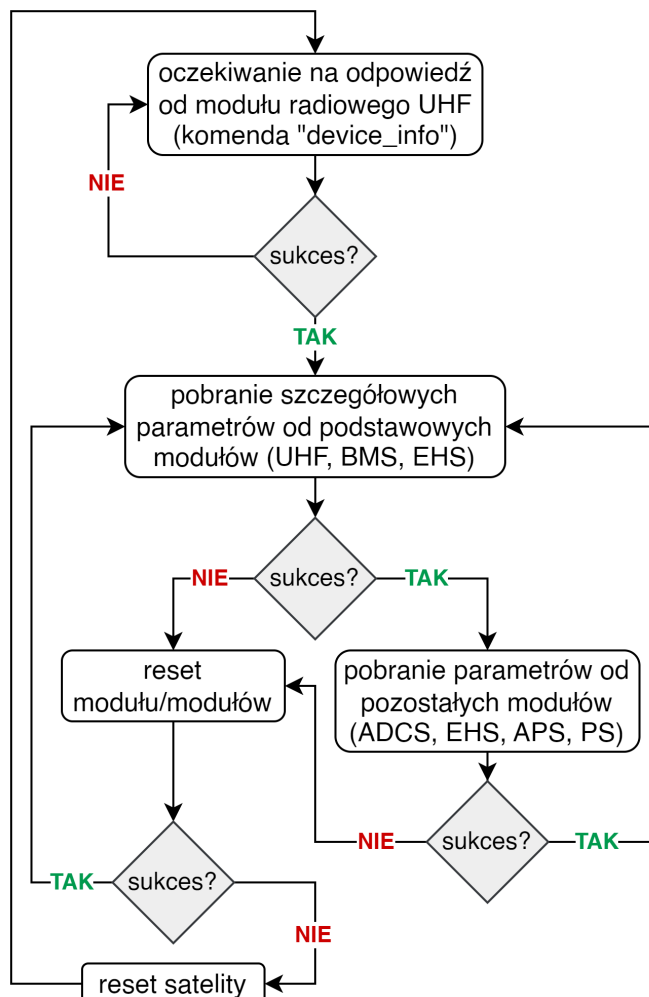 oczekiwanie na odpowiedź
od modułu radiowego UHF
(komenda "device_info")
NIE
sukces?
TAK
pobranie szczegółowych
parametrów od podstawowych
modułów (UHF, BMS, EHS)
sukces?
NIE
TAK
reset
modułu/modułów
pobranie parametrów od
pozostałych modułów
(ADCS, EHS, APS, PS)
NIE
sukces?
TAK
TAK
sukces?
NIE
reset satelity